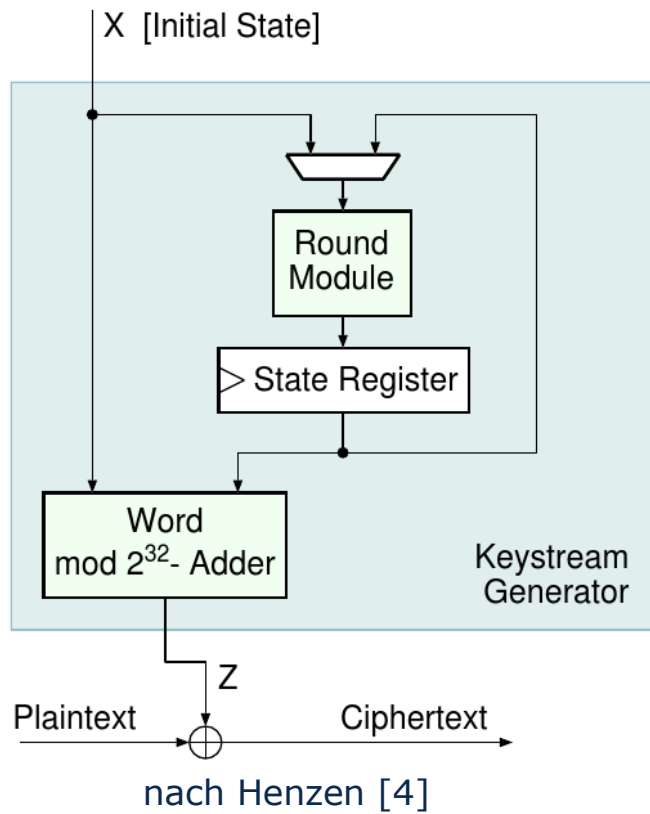 X [Initial State]
Round
Module
State Register
Word
mod 2³²- Adder
Keystream
Generator
Z
Plaintext
Ciphertext
nach Henzen [4]